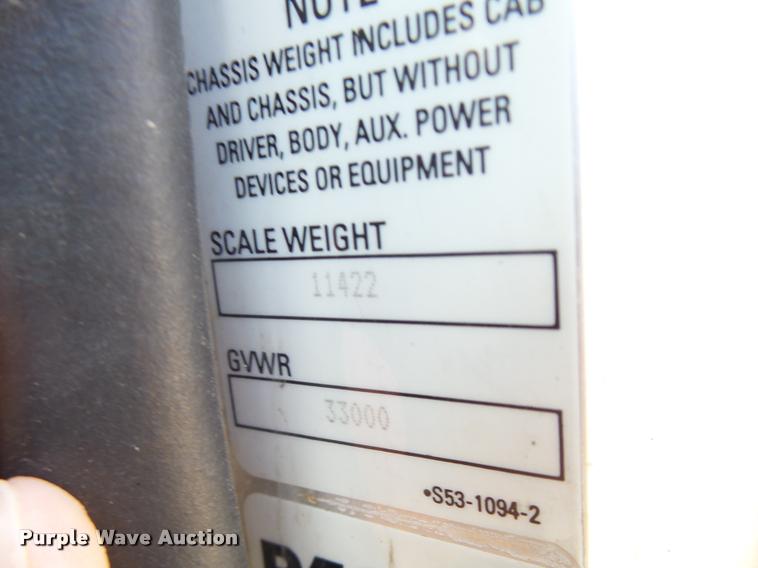 NOTE
CHASSIS WEIGHT INCLUDES CAB
AND CHASSIS, BUT WITHOUT
DRIVER, BODY, AUX. POWER
DEVICES OR EQUIPMENT
SCALE WEIGHT
11422
GVWR
33000
•S53-1094-2
Purple Wave Auction